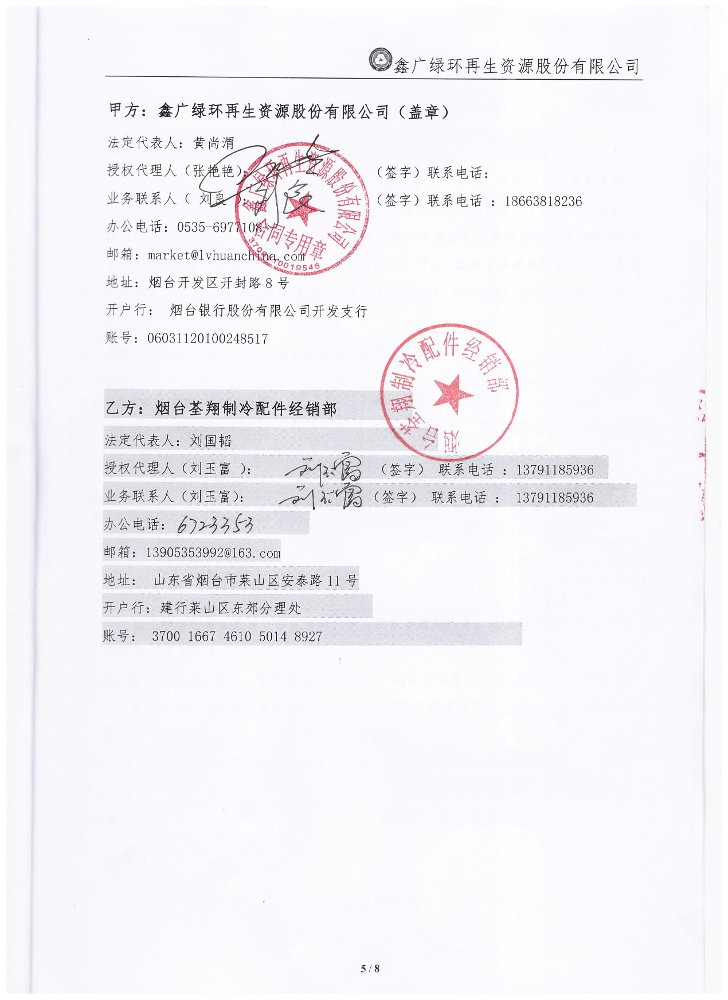 鑫广绿环再生资源股份有限公司
甲方：鑫广绿环再生资源股份有限公司（盖章）
法定代表人：黄尚渭
授权代理人（张艳艳）： （签字）联系电话：
业务联系人（ 刘良 ）： 刘良 （签字）联系电话 ：18663818236
办公电话：0535-6977108
邮箱：market@lvhuanchina.com
地址：烟台开发区开封路8号
开户行： 烟台银行股份有限公司开发支行
账号：06031120100248517
鑫广绿环再生资源股份有限公司
合同专用章
乙方：烟台荃翔制冷配件经销部
烟台荃翔制冷配件经销部
法定代表人：刘国韬
授权代理人（刘玉富 ）： 刘玉富 （签字） 联系电话 ：13791185936
业务联系人（刘玉富）： 刘玉富 （签字） 联系电话 ： 13791185936
办公电话：6723353
邮箱：13905353992@163.com
地址： 山东省烟台市莱山区安泰路11号
开户行：建行莱山区东郊分理处
账号： 3700 1667 4610 5014 8927
5 / 8